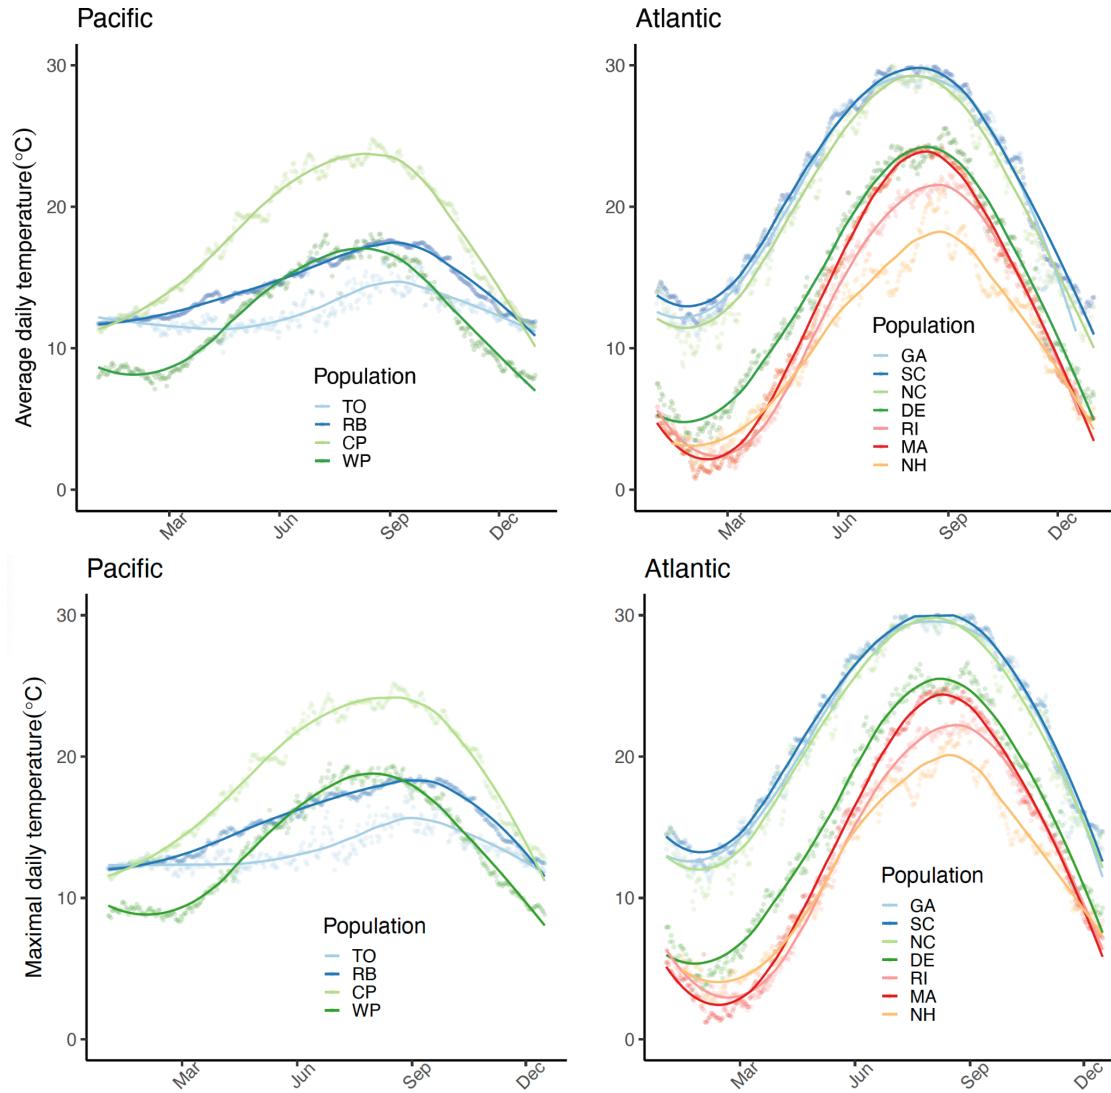 Pacific
Average daily temperature(°C)
30
20
10
0
Mar
Jun
Sep
Dec
Population
TO
RB
CP
WP
Atlantic
30
20
10
0
Mar
Jun
Sep
Dec
Population
GA
SC
NC
DE
RI
MA
NH
Pacific
Maximal daily temperature(°C)
30
20
10
0
Mar
Jun
Sep
Dec
Population
TO
RB
CP
WP
Atlantic
30
20
10
0
Mar
Jun
Sep
Dec
Population
GA
SC
NC
DE
RI
MA
NH